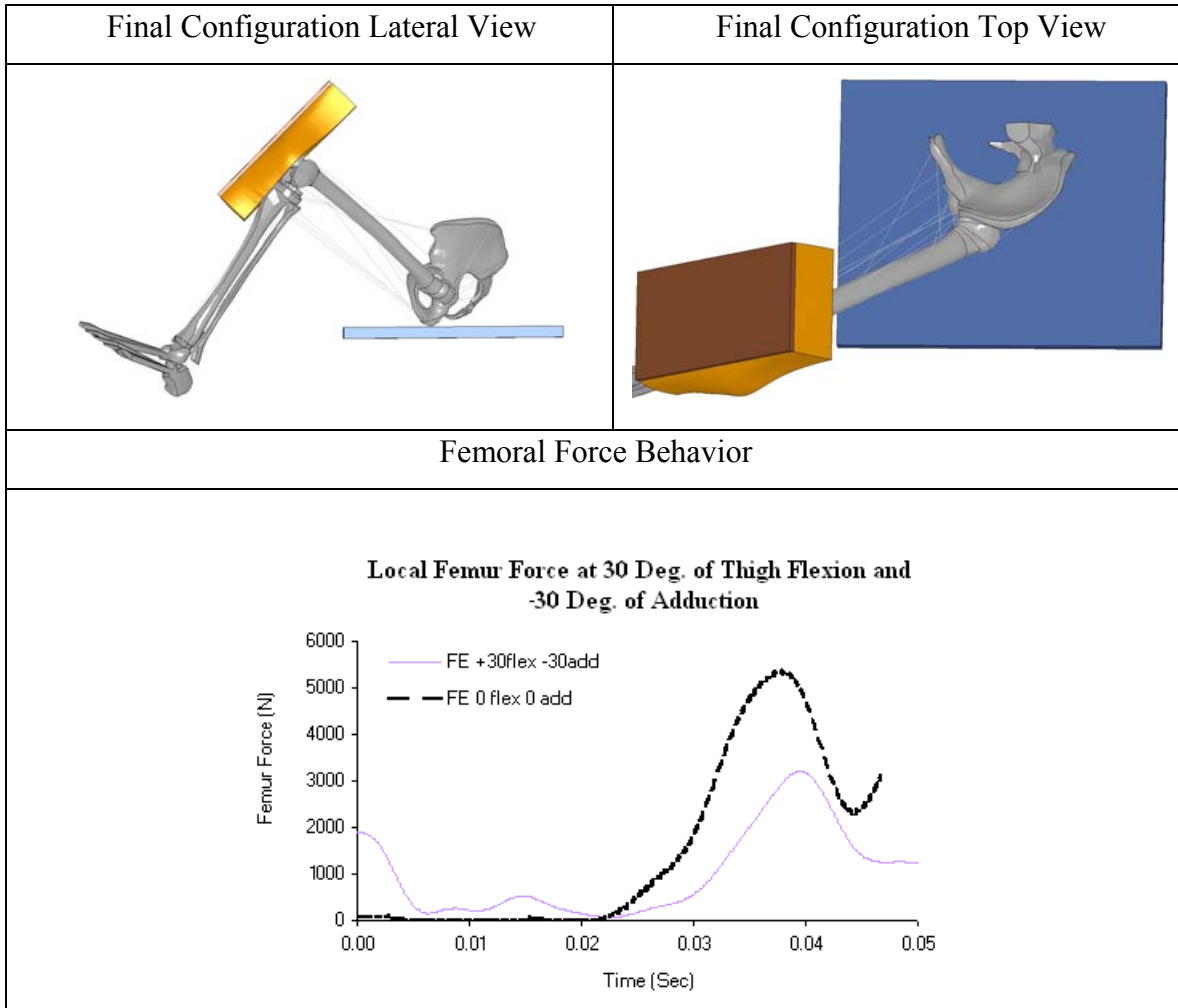 Final Configuration Lateral View
Final Configuration Top View
Femoral Force Behavior
Local Femur Force at 30 Deg. of Thigh Flexion and
-30 Deg. of Adduction
6000
5000
4000
3000
2000
1000
0
Femur Force (N)
FE +30flex -30add
FE 0 flex 0 add
0.00 0.01 0.02 0.03 0.04 0.05
Time (Sec)